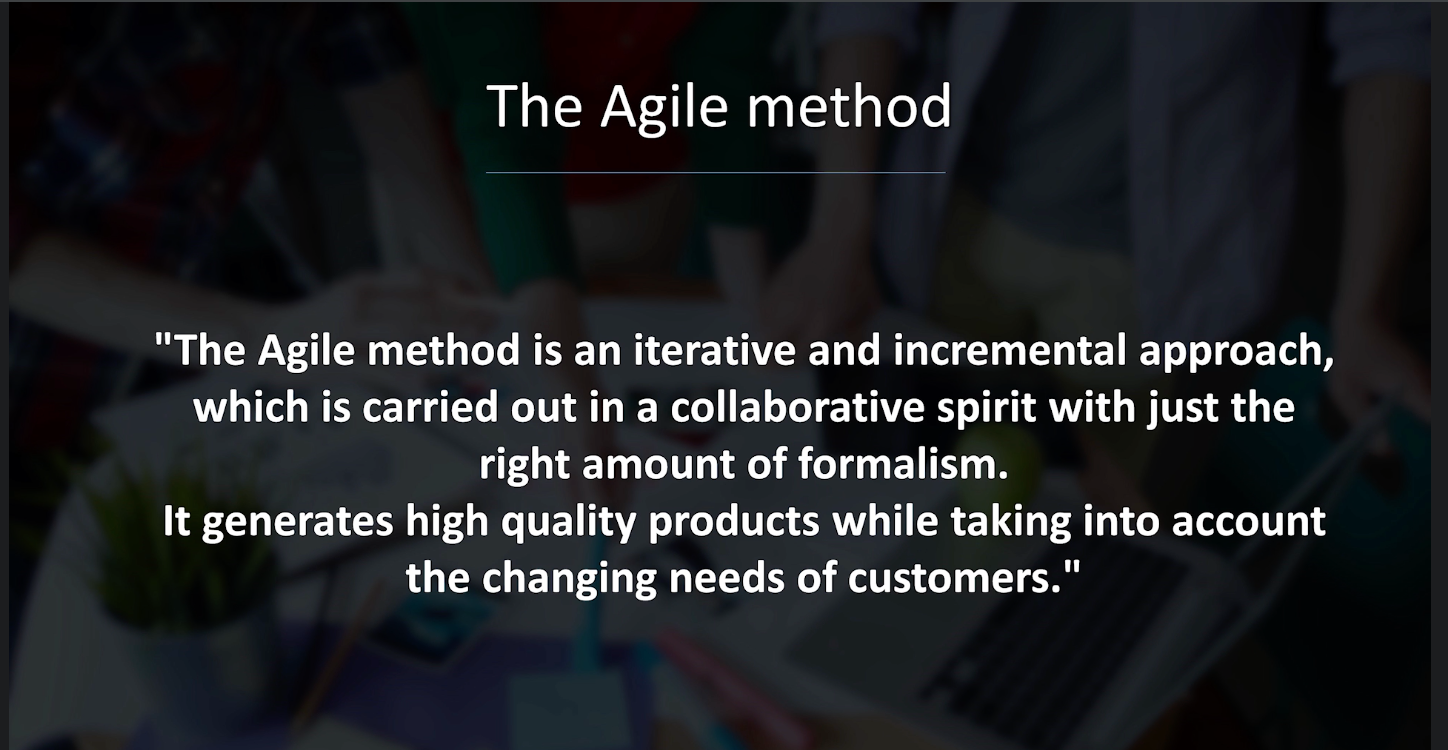 The Agile method
"The Agile method is an iterative and incremental approach,
which is carried out in a collaborative spirit with just the
right amount of formalism.
It generates high quality products while taking into account
the changing needs of customers."